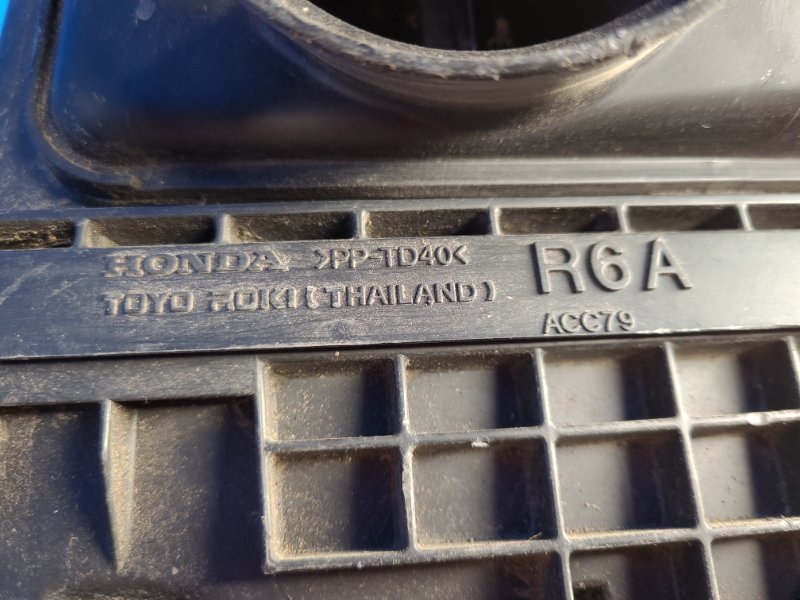 HONDA >PP-TD40< R6A
TOYO ROKI (THAILAND)
ACC79